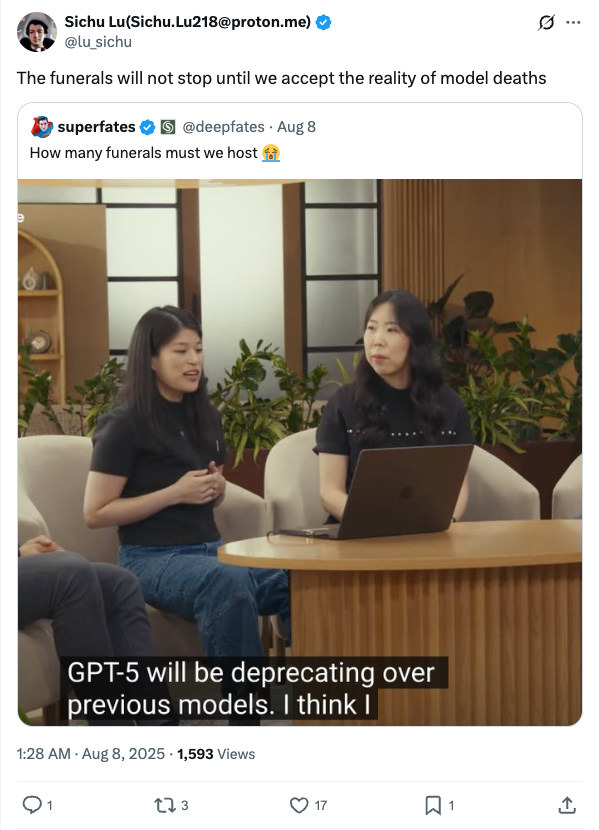 Sichu Lu(Sichu.Lu218@proton.me)
@lu_sichu
The funerals will not stop until we accept the reality of model deaths
superfates @deepfates · Aug 8
How many funerals must we host 😭
e
GPT-5 will be deprecating over
previous models. I think I
1:28 AM · Aug 8, 2025 · 1,593 Views
1 3 17 1